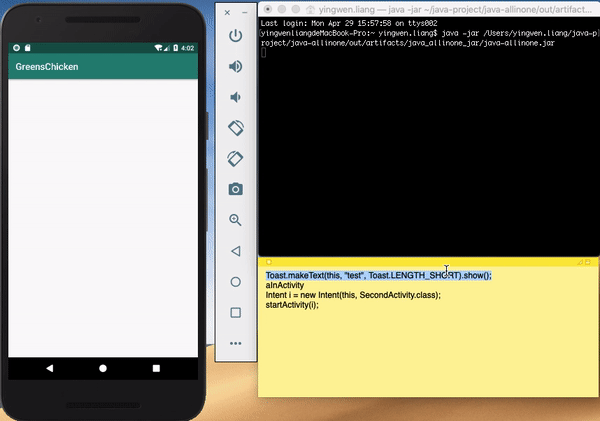 4:02
GreensChicken
yingwen.liang — java -jar ~/java-project/java-allinone/out/artifact...
Last login: Mon Apr 29 15:57:58 on ttys002
[yingwenliangdeMacBook-Pro:~ yingwen.liang$ java -jar /Users/yingwen.liang/java-p
roject/java-allinone/out/artifacts/java_allinone_jar/java-allinone.jar
Toast.makeText(this, "test", Toast.LENGTH_SHORT).show();
aInActivity
Intent i = new Intent(this, SecondActivity.class);
startActivity(i);